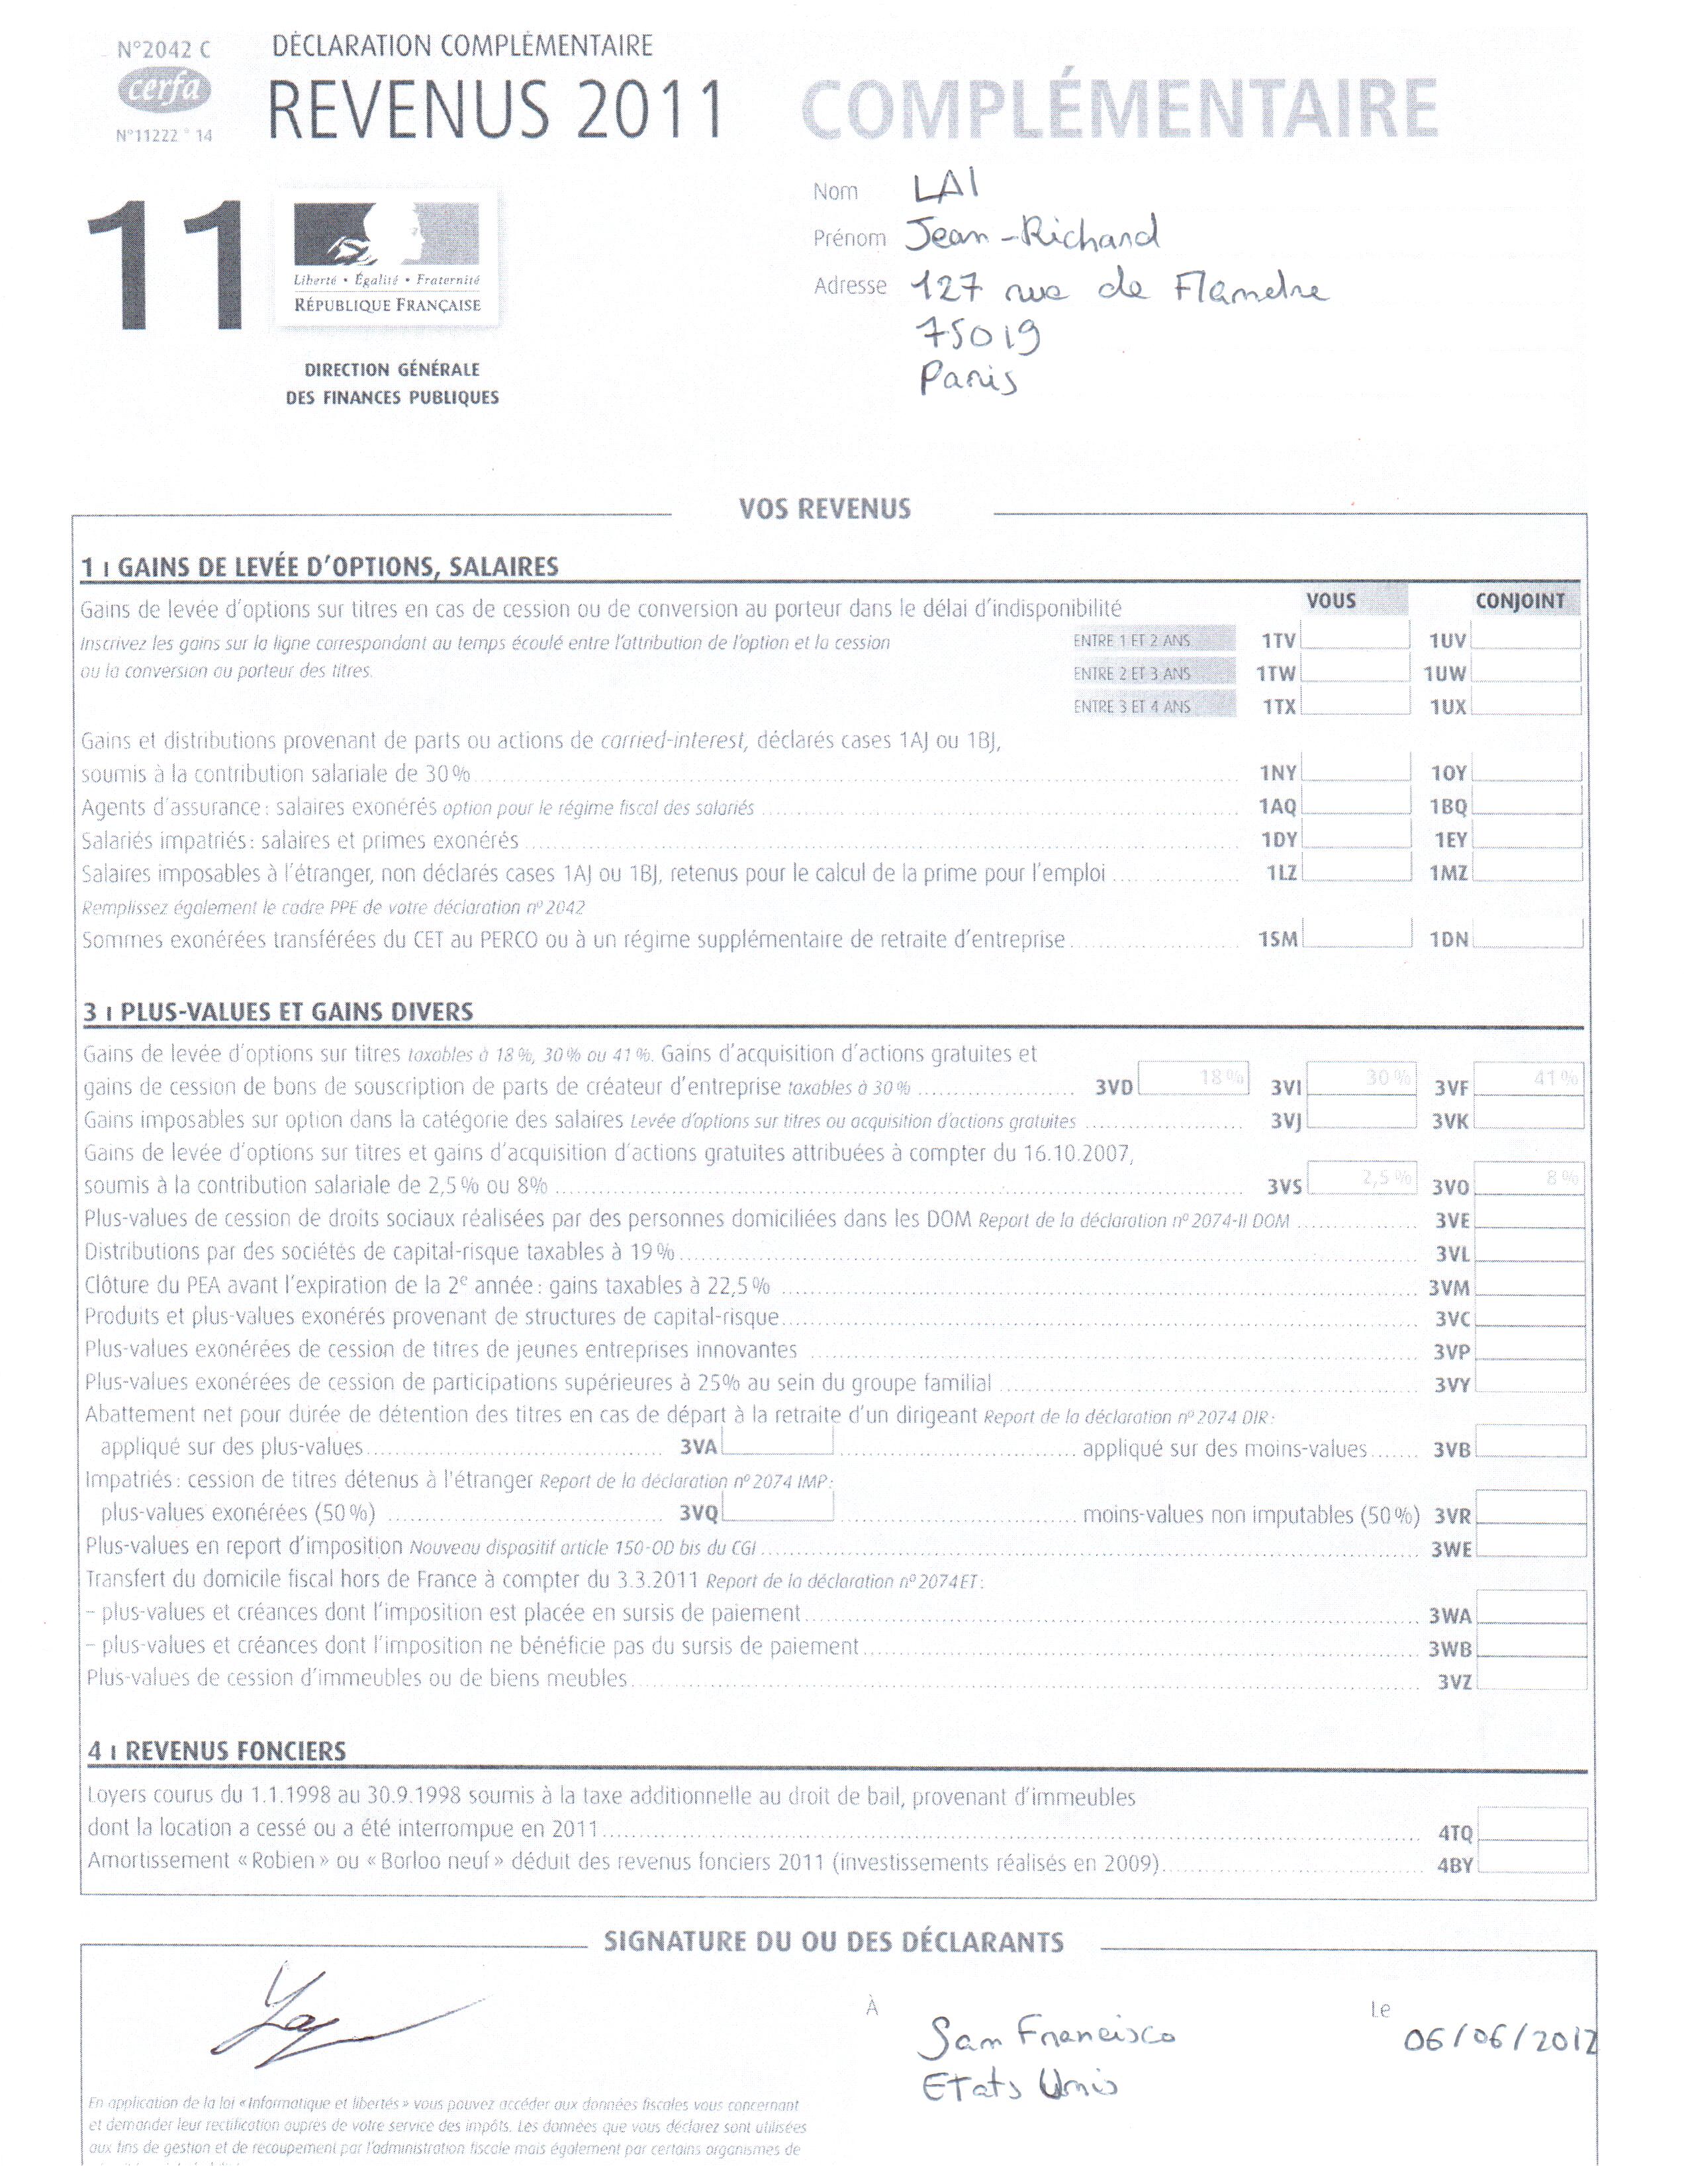 N°2042 C
cerfa
N°11222 * 14
DÉCLARATION COMPLÉMENTAIRE
REVENUS 2011
COMPLÉMENTAIRE
11
Liberté • Égalité • Fraternité
RÉPUBLIQUE FRANÇAISE
DIRECTION GÉNÉRALE
DES FINANCES PUBLIQUES
Nom LAI
Prénom Jean-Richard
Adresse 127 rue de Flandre
75019
Paris
VOS REVENUS
1 | GAINS DE LEVÉE D'OPTIONS, SALAIRES
VOUS CONJOINT
Gains de levée d'options sur titres en cas de cession ou de conversion au porteur dans le délai d'indisponibilité
Inscrivez les gains sur la ligne correspondant au temps écoulé entre l'attribution de l'option et la cession ENTRE 1 ET 2 ANS 1TV 1UV
ou la conversion au porteur des titres. ENTRE 2 ET 3 ANS 1TW 1UW
ENTRE 3 ET 4 ANS 1TX 1UX
Gains et distributions provenant de parts ou actions de carried-interest, déclarés cases 1AJ ou 1BJ,
soumis à la contribution salariale de 30% 1NY 1OY
Agents d'assurance : salaires exonérés option pour le régime fiscal des salariés 1AQ 1BQ
Salariés impatriés : salaires et primes exonérés 1DY 1EY
Salaires imposables à l'étranger, non déclarés cases 1AJ ou 1BJ, retenus pour le calcul de la prime pour l'emploi 1LZ 1MZ
Remplissez également le cadre PPE de votre déclaration n° 2042
Sommes exonérées transférées du CET au PERCO ou à un régime supplémentaire de retraite d'entreprise 1SM 1DN
3 | PLUS-VALUES ET GAINS DIVERS
Gains de levée d'options sur titres taxables à 18%, 30% ou 41%. Gains d'acquisition d'actions gratuites et
gains de cession de bons de souscription de parts de créateur d'entreprise taxables à 30% 3VD 18% 3VI 30% 3VF 41%
Gains imposables sur option dans la catégorie des salaires Levée d'options sur titres ou acquisition d'actions gratuites 3VJ 3VK
Gains de levée d'options sur titres et gains d'acquisition d'actions gratuites attribuées à compter du 16.10.2007,
soumis à la contribution salariale de 2,5% ou 8% 3VS 2,5% 3VO 8%
Plus-values de cession de droits sociaux réalisées par des personnes domiciliées dans les DOM Report de la déclaration n° 2074-II DOM 3VE
Distributions par des sociétés de capital-risque taxables à 19% 3VL
Clôture du PEA avant l'expiration de la 2e année : gains taxables à 22,5% 3VM
Produits et plus-values exonérés provenant de structures de capital-risque 3VC
Plus-values exonérées de cession de titres de jeunes entreprises innovantes 3VP
Plus-values exonérées de cession de participations supérieures à 25% au sein du groupe familial 3VY
Abattement net pour durée de détention des titres en cas de départ à la retraite d'un dirigeant Report de la déclaration n° 2074 DIR :
appliqué sur des plus-values 3VA appliqué sur des moins-values 3VB
Impatriés : cession de titres détenus à l'étranger Report de la déclaration n° 2074 IMP :
plus-values exonérées (50%) 3VQ moins-values non imputables (50%) 3VR
Plus-values en report d'imposition Nouveau dispositif article 150-0D bis du CGI 3WE
Transfert du domicile fiscal hors de France à compter du 3.3.2011 Report de la déclaration n° 2074ET :
– plus-values et créances dont l'imposition est placée en sursis de paiement 3WA
– plus-values et créances dont l'imposition ne bénéficie pas du sursis de paiement 3WB
Plus-values de cession d'immeubles ou de biens meubles 3VZ
4 | REVENUS FONCIERS
Loyers courus du 1.1.1998 au 30.9.1998 soumis à la taxe additionnelle au droit de bail, provenant d'immeubles
dont la location a cessé ou a été interrompue en 2011 4TQ
Amortissement « Robien » ou « Borloo neuf » déduit des revenus fonciers 2011 (investissements réalisés en 2009) 4BY
SIGNATURE DU OU DES DÉCLARANTS
À San Francisco
Etats Unis
Le 06/06/2012
En application de la loi « Informatique et libertés » vous pouvez accéder aux données fiscales vous concernant
et demander leur rectification auprès de votre service des impôts. Les données que vous déclarez sont utilisées
aux fins de gestion et de recoupement par l'administration fiscale mais également par certains organismes de